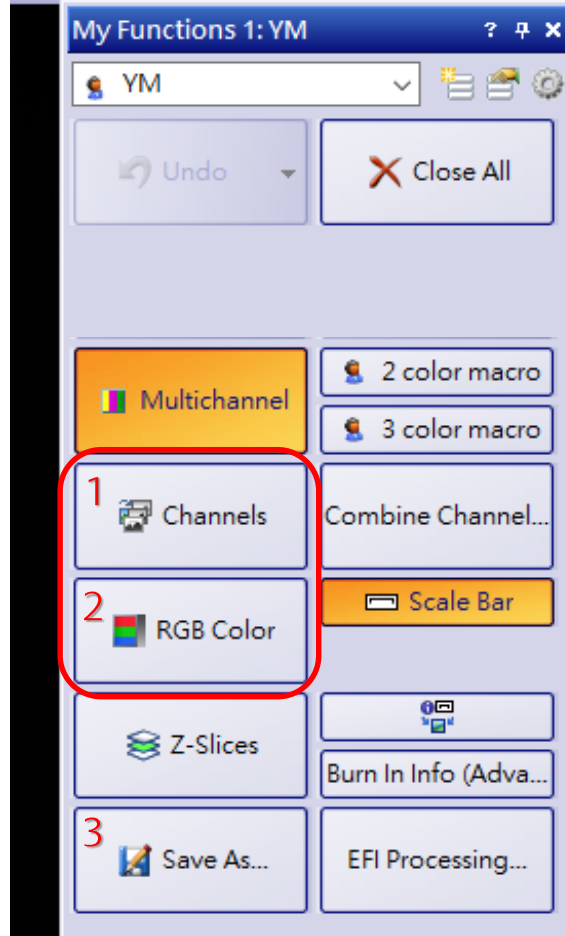 My Functions 1: YM
YM
Undo
Close All
Multichannel
2 color macro
3 color macro
1
Channels
Combine Channel...
2
RGB Color
Scale Bar
Z-Slices
Burn In Info (Adva...
3
Save As...
EFI Processing...